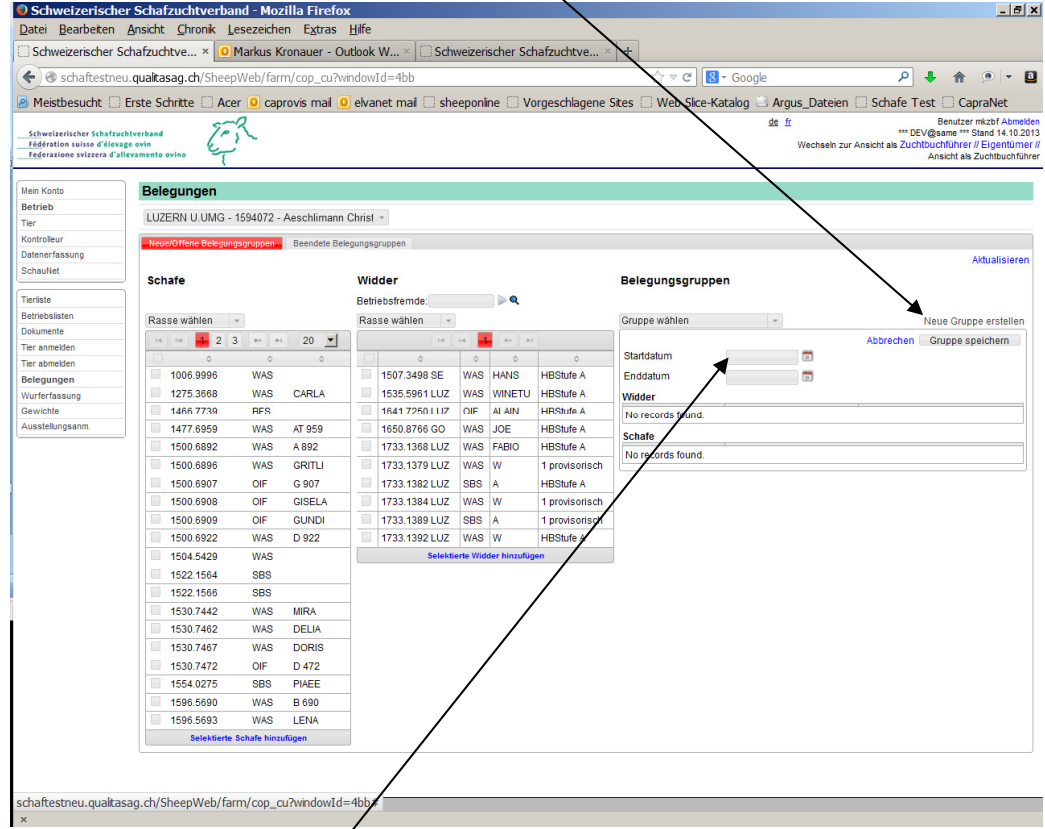 Schweizerischer Schafzuchtverband - Mozilla Firefox
Datei Bearbeiten Ansicht Chronik Lesezeichen Extras Hilfe
Schweizerischer Schafzuchtve... × Markus Kronauer - Outlook W... × Schweizerischer Schafzuchtve... × +
schaftestneu.qualitasag.ch/SheepWeb/farm/cop_cu?windowId=4bb Google
Meistbesucht Erste Schritte Acer caprovis mail elvanet mail sheeponline Vorgeschlagene Sites Web Slice-Katalog Argus_Dateien Schafe Test CapraNet
Schweizerischer Schafzuchtverband
Fédération suisse d'élevage ovin
Federazione svizzera d'allevamento ovino
de fr
Benutzer mkzbf Abmelden
*** DEV@same *** Stand 14.10.2013
Wechseln zur Ansicht als Zuchtbuchführer // Eigentümer //
Ansicht als Zuchtbuchführer
Mein Konto
Betrieb
Tier
Kontrolleur
Datenerfassung
SchauNet
Tierliste
Betriebslisten
Dokumente
Tier anmelden
Tier abmelden
Belegungen
Wurferfassung
Gewichte
Ausstellungsanm.
Belegungen
LUZERN U.UMG - 1594072 - Aeschlimann Christ
Neue/Offene Belegungsgruppen Beendete Belegungsgruppen
Aktualisieren
Schafe
Rasse wählen
1 2 3 20
1006.9996 WAS
1275.3668 WAS CARLA
1466.7739 BFS
1477.6959 WAS AT 959
1500.6892 WAS A 892
1500.6896 WAS GRITLI
1500.6907 OIF G 907
1500.6908 OIF GISELA
1500.6909 OIF GUNDI
1500.6922 WAS D 922
1504.5429 WAS
1522.1564 SBS
1522.1566 SBS
1530.7442 WAS MIRA
1530.7462 WAS DELIA
1530.7467 WAS DORIS
1530.7472 OIF D 472
1554.0275 SBS PIAEE
1596.5690 WAS B 690
1596.5693 WAS LENA
Selektierte Schafe hinzufügen
Widder
Betriebsfremde:
Rasse wählen
1
1507.3498 SE WAS HANS HBStufe A
1535.5961 LUZ WAS WINETU HBStufe A
1641.7250 LUZ OIF ALAIN HBStufe A
1650.8766 GO WAS JOE HBStufe A
1733.1368 LUZ WAS FABIO HBStufe A
1733.1379 LUZ WAS W 1 provisorisch
1733.1382 LUZ SBS A HBStufe A
1733.1384 LUZ WAS W 1 provisorisch
1733.1389 LUZ SBS A 1 provisorisch
1733.1392 LUZ WAS W HBStufe A
Selektierte Widder hinzufügen
Belegungsgruppen
Gruppe wählen
Neue Gruppe erstellen
Abbrechen Gruppe speichern
Startdatum
Enddatum
Widder
No records found.
Schafe
No records found.
schaftestneu.qualitasag.ch/SheepWeb/farm/cop_cu?windowId=4bb#
×